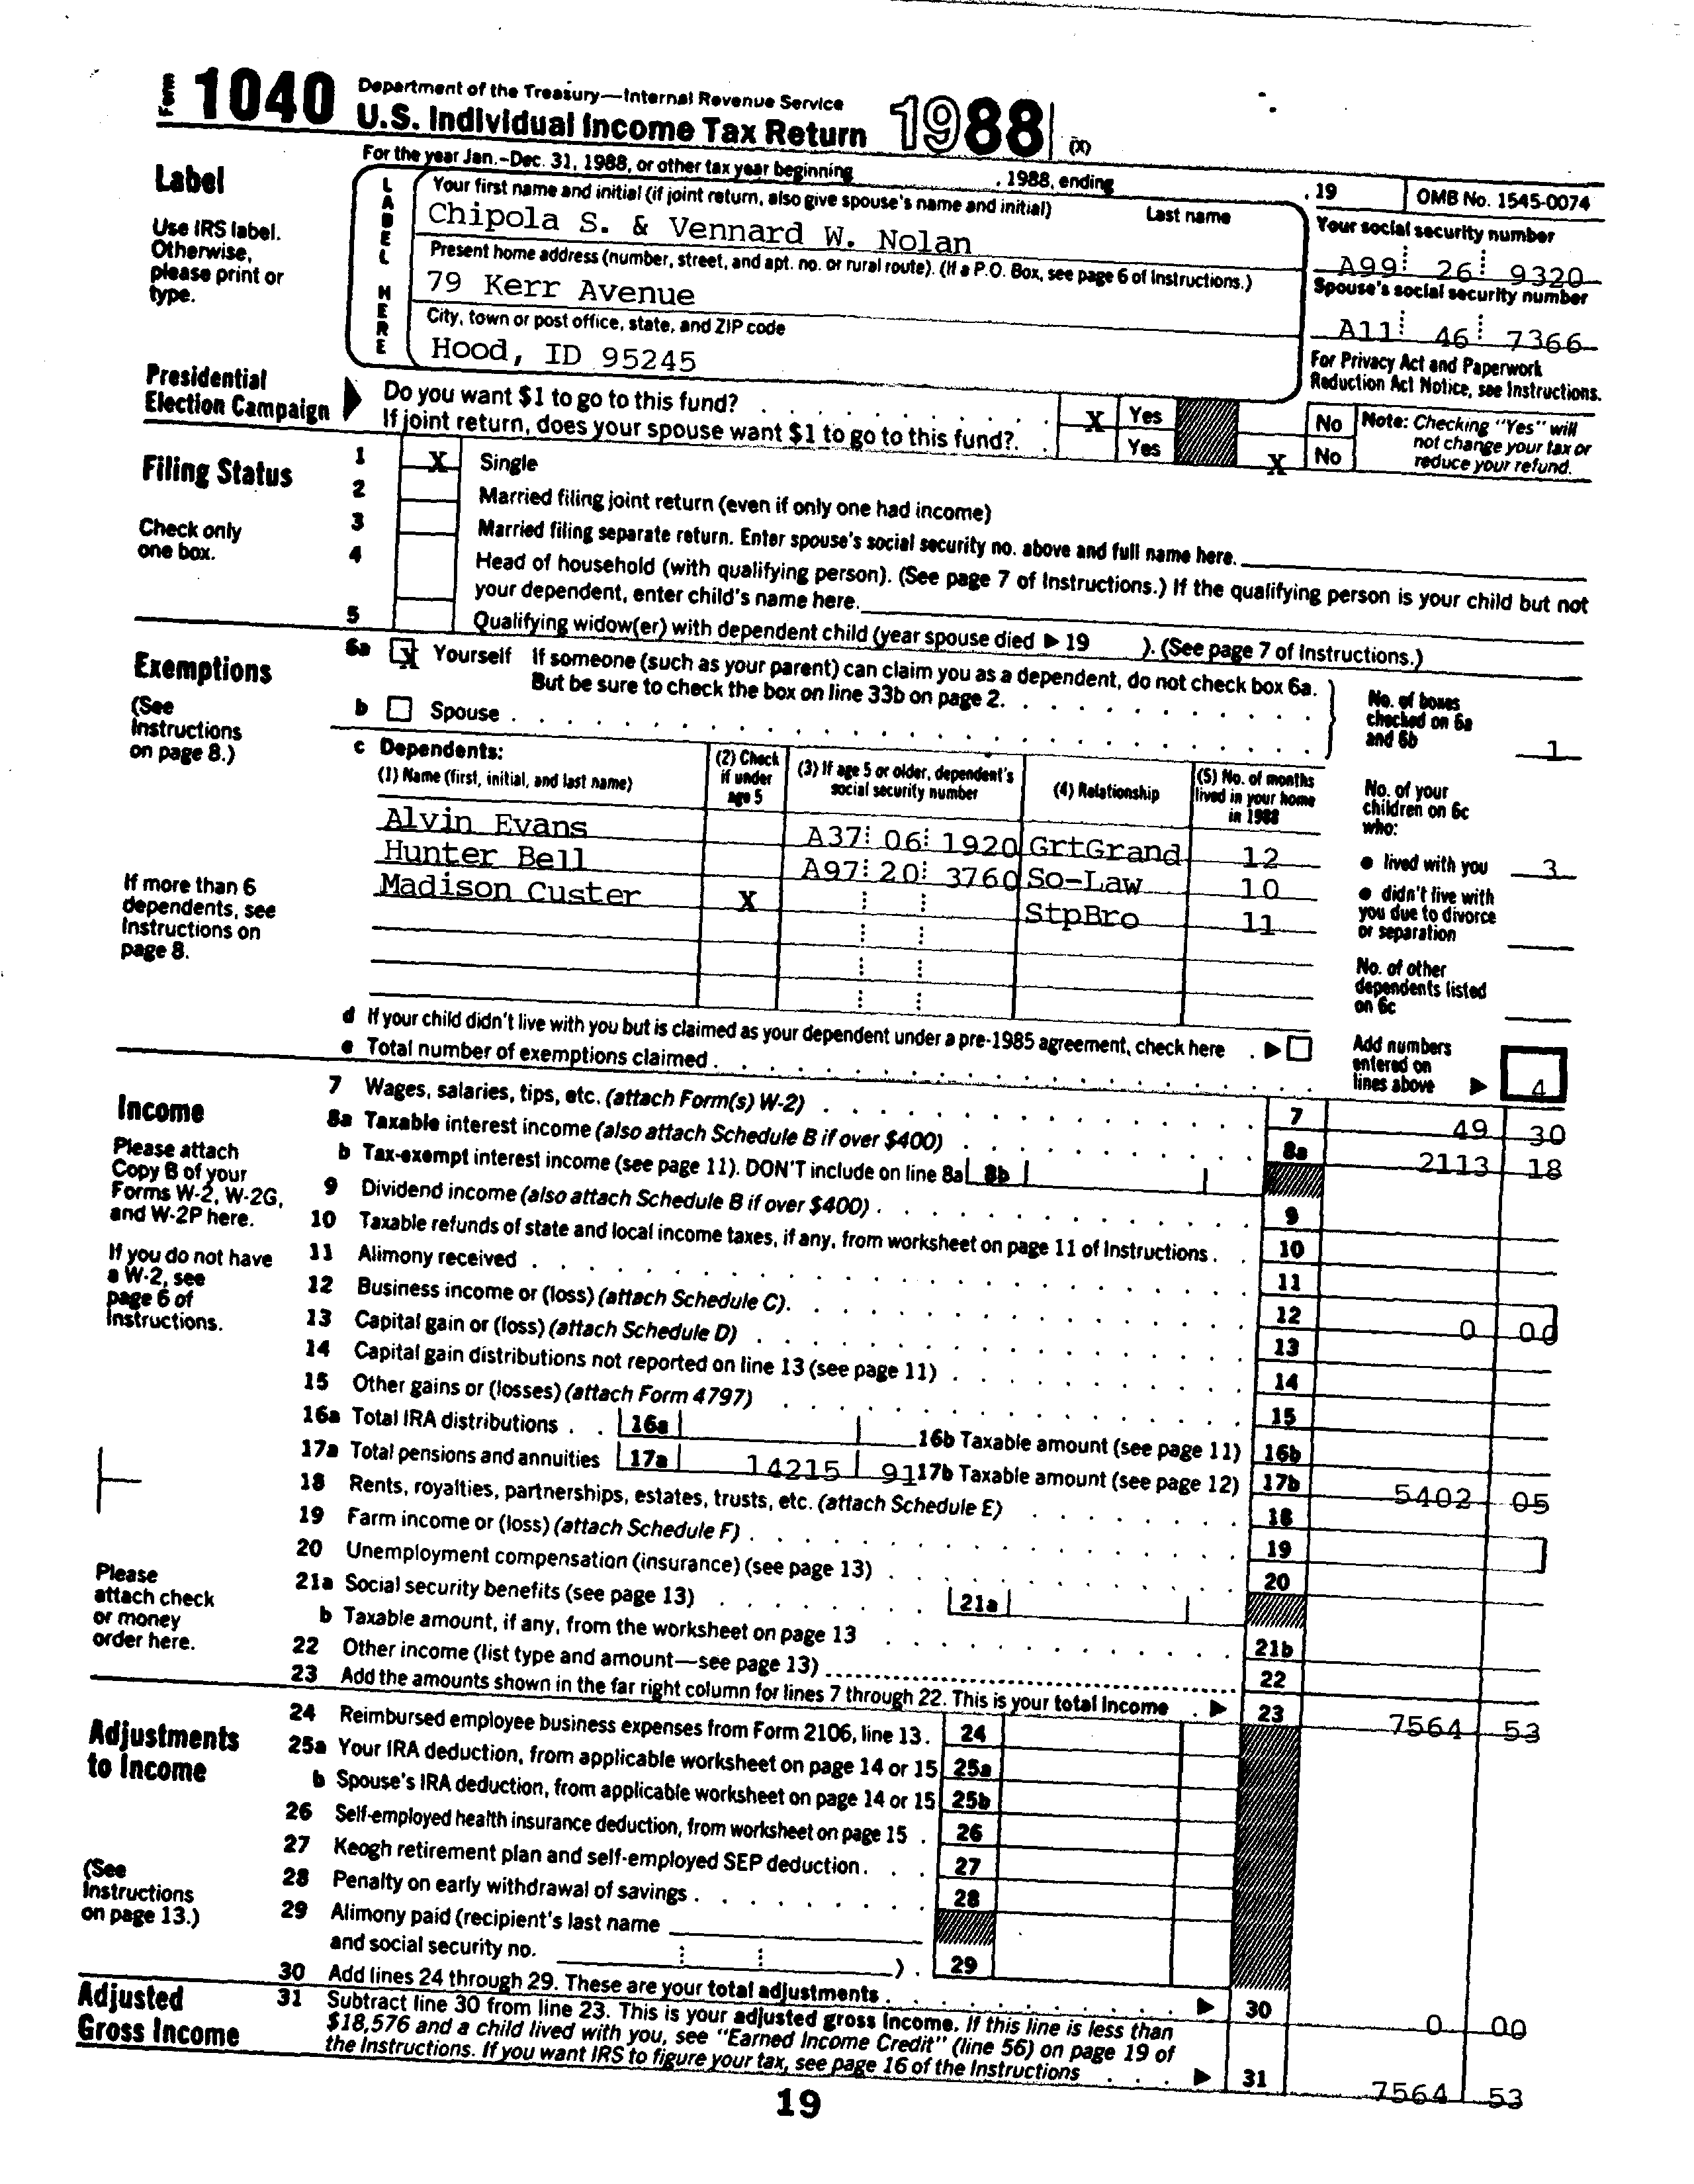 Form 1040 Department of the Treasury—Internal Revenue Service
U.S. Individual Income Tax Return 1988 (X)
For the year Jan.-Dec. 31, 1988, or other tax year beginning , 1988, ending , 19 OMB No. 1545-0074
Label
Use IRS label. Otherwise, please print or type.
LABEL HERE
Your first name and initial (if joint return, also give spouse's name and initial) Last name
Chipola S. & Vennard W. Nolan
Your social security number
A99 26 9320
Present home address (number, street, and apt. no. or rural route). (If a P.O. Box, see page 6 of Instructions.)
79 Kerr Avenue
Spouse's social security number
A11 46 7366
City, town or post office, state, and ZIP code
Hood, ID 95245
For Privacy Act and Paperwork Reduction Act Notice, see Instructions.
Presidential Election Campaign
Do you want $1 to go to this fund? X Yes No
If joint return, does your spouse want $1 to go to this fund? Yes X No
Note: Checking "Yes" will not change your tax or reduce your refund.
Filing Status
Check only one box.
1 X Single
2 Married filing joint return (even if only one had income)
3 Married filing separate return. Enter spouse's social security no. above and full name here.
4 Head of household (with qualifying person). (See page 7 of Instructions.) If the qualifying person is your child but not
your dependent, enter child's name here.
5 Qualifying widow(er) with dependent child (year spouse died ▶ 19 ). (See page 7 of Instructions.)
Exemptions
(See Instructions on page 8.)
6a X Yourself If someone (such as your parent) can claim you as a dependent, do not check box 6a.
But be sure to check the box on line 33b on page 2.
b Spouse
No. of boxes checked on 6a and 6b 1
c Dependents:
(1) Name (first, initial, and last name) (2) Check if under age 5 (3) If age 5 or older, dependent's social security number (4) Relationship (5) No. of months lived in your home in 1988
Alvin Evans A37 06 1920 GrtGrand 12
Hunter Bell A97 20 3760 So-Law 10
Madison Custer X StpBro 11
If more than 6 dependents, see Instructions on page 8.
No. of your children on 6c who:
● lived with you 3
● didn't live with you due to divorce or separation
No. of other dependents listed on 6c
d If your child didn't live with you but is claimed as your dependent under a pre-1985 agreement, check here ▶
e Total number of exemptions claimed
Add numbers entered on lines above ▶ 4
Income
Please attach Copy B of your Forms W-2, W-2G, and W-2P here.
If you do not have a W-2, see page 6 of Instructions.
Please attach check or money order here.
7 Wages, salaries, tips, etc. (attach Form(s) W-2) 7 49 30
8a Taxable interest income (also attach Schedule B if over $400) 8a 2113 18
b Tax-exempt interest income (see page 11). DON'T include on line 8a 8b
9 Dividend income (also attach Schedule B if over $400) 9
10 Taxable refunds of state and local income taxes, if any, from worksheet on page 11 of Instructions 10
11 Alimony received 11
12 Business income or (loss) (attach Schedule C) 12 0 00
13 Capital gain or (loss) (attach Schedule D) 13
14 Capital gain distributions not reported on line 13 (see page 11) 14
15 Other gains or (losses) (attach Form 4797) 15
16a Total IRA distributions 16a 16b Taxable amount (see page 11) 16b
17a Total pensions and annuities 17a 14215 91 17b Taxable amount (see page 12) 17b 5402 05
18 Rents, royalties, partnerships, estates, trusts, etc. (attach Schedule E) 18
19 Farm income or (loss) (attach Schedule F) 19
20 Unemployment compensation (insurance) (see page 13) 20
21a Social security benefits (see page 13) 21a
b Taxable amount, if any, from the worksheet on page 13 21b
22 Other income (list type and amount—see page 13) 22
23 Add the amounts shown in the far right column for lines 7 through 22. This is your total income ▶ 23 7564 53
Adjustments to Income
(See Instructions on page 13.)
24 Reimbursed employee business expenses from Form 2106, line 13. 24
25a Your IRA deduction, from applicable worksheet on page 14 or 15 25a
b Spouse's IRA deduction, from applicable worksheet on page 14 or 15 25b
26 Self-employed health insurance deduction, from worksheet on page 15 26
27 Keogh retirement plan and self-employed SEP deduction 27
28 Penalty on early withdrawal of savings 28
29 Alimony paid (recipient's last name
and social security no. ) 29
30 Add lines 24 through 29. These are your total adjustments ▶ 30 0 00
Adjusted Gross Income
31 Subtract line 30 from line 23. This is your adjusted gross income. If this line is less than
$18,576 and a child lived with you, see "Earned Income Credit" (line 56) on page 19 of
the Instructions. If you want IRS to figure your tax, see page 16 of the Instructions ▶ 31 7564 53
19